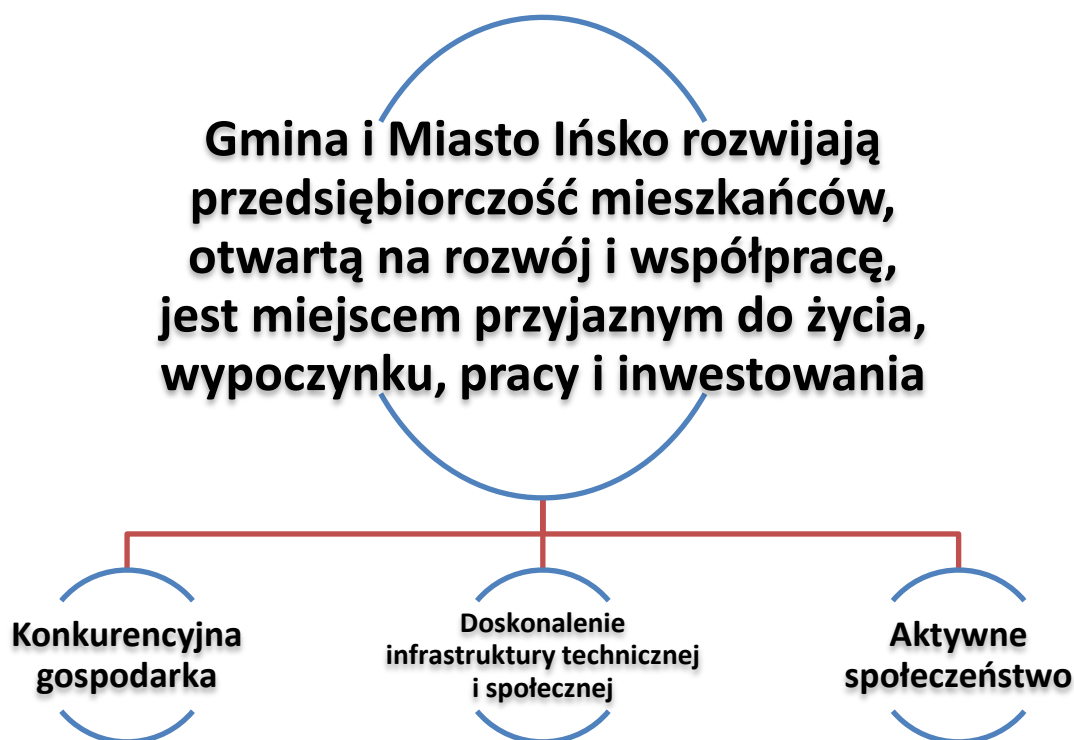 Gmina i Miasto Ińsko rozwijają
przedsiębiorczość mieszkańców,
otwartą na rozwój i współpracę,
jest miejscem przyjaznym do życia,
wypoczynku, pracy i inwestowania
Konkurencyjna
gospodarka
Doskonalenie
infrastruktury technicznej
i społecznej
Aktywne
społeczeństwo